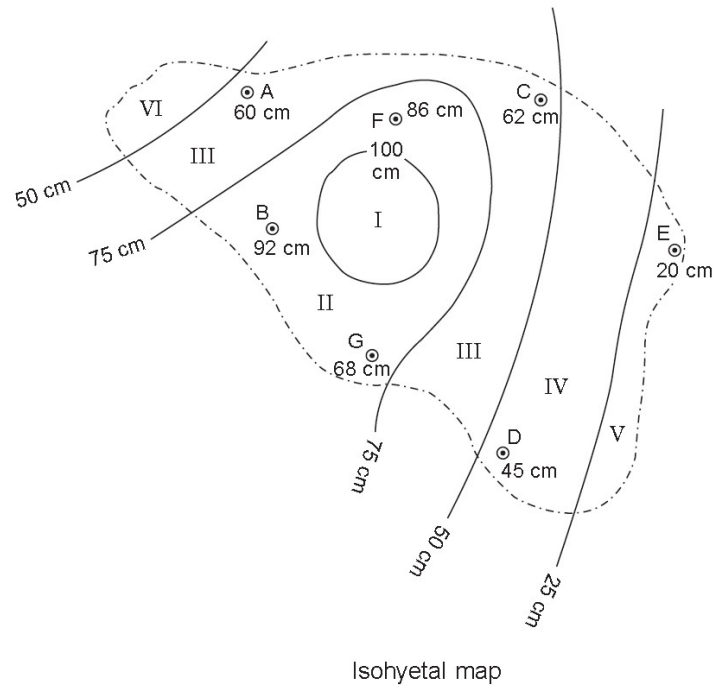 VI
A
60 cm
C
62 cm
F
86 cm
III
100
cm
50 cm
I
B
92 cm
E
20 cm
75 cm
II
G
68 cm
III
IV
V
D
45 cm
75 cm
50 cm
25 cm
Isohyetal map